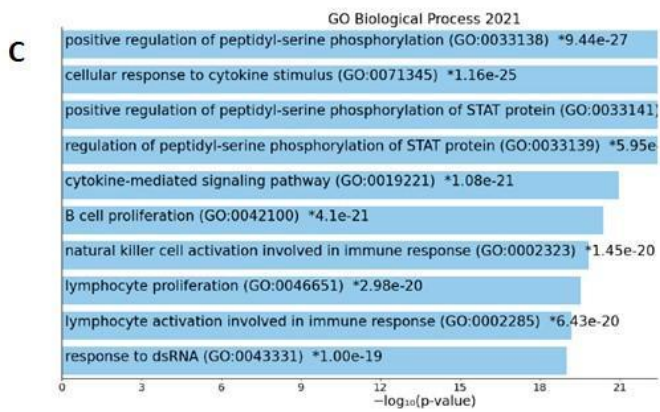 GO Biological Process 2021
C
positive regulation of peptidyl-serine phosphorylation (GO:0033138) *9.44e-27
cellular response to cytokine stimulus (GO:0071345) *1.16e-25
positive regulation of peptidyl-serine phosphorylation of STAT protein (GO:0033141)
regulation of peptidyl-serine phosphorylation of STAT protein (GO:0033139) *5.95e-
cytokine-mediated signaling pathway (GO:0019221) *1.08e-21
B cell proliferation (GO:0042100) *4.1e-21
natural killer cell activation involved in immune response (GO:0002323) *1.45e-20
lymphocyte proliferation (GO:0046651) *2.98e-20
lymphocyte activation involved in immune response (GO:0002285) *6.43e-20
response to dsRNA (GO:0043331) *1.00e-19
0 3 6 9 12 15 18 21
−log₁₀(p-value)